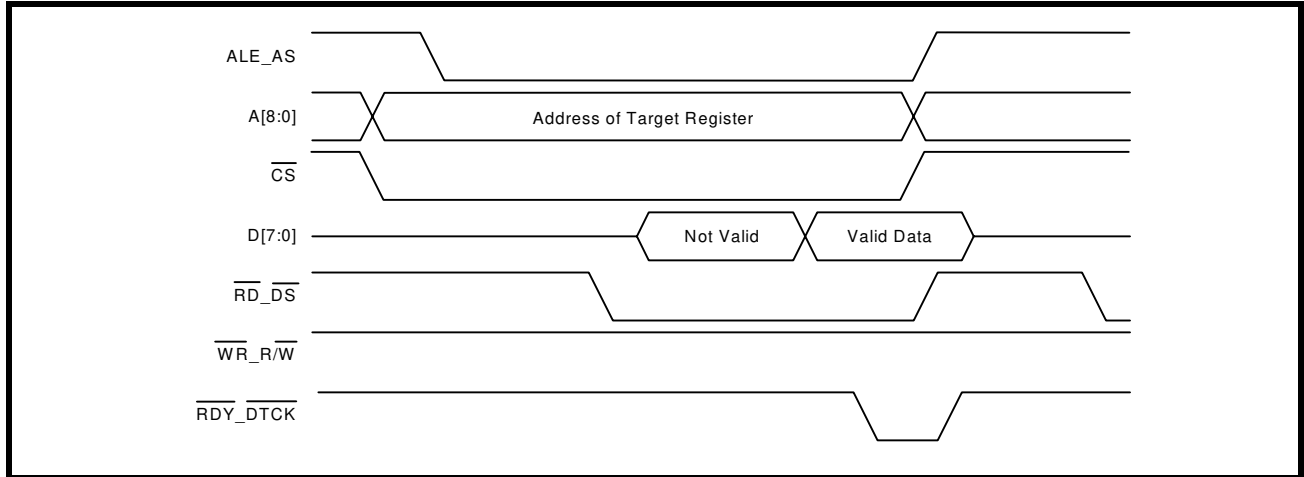 ALE_AS
A[8:0]
Address of Target Register
CS
D[7:0]
Not Valid
Valid Data
RD_DS
WR_R/W
RDY_DTCK